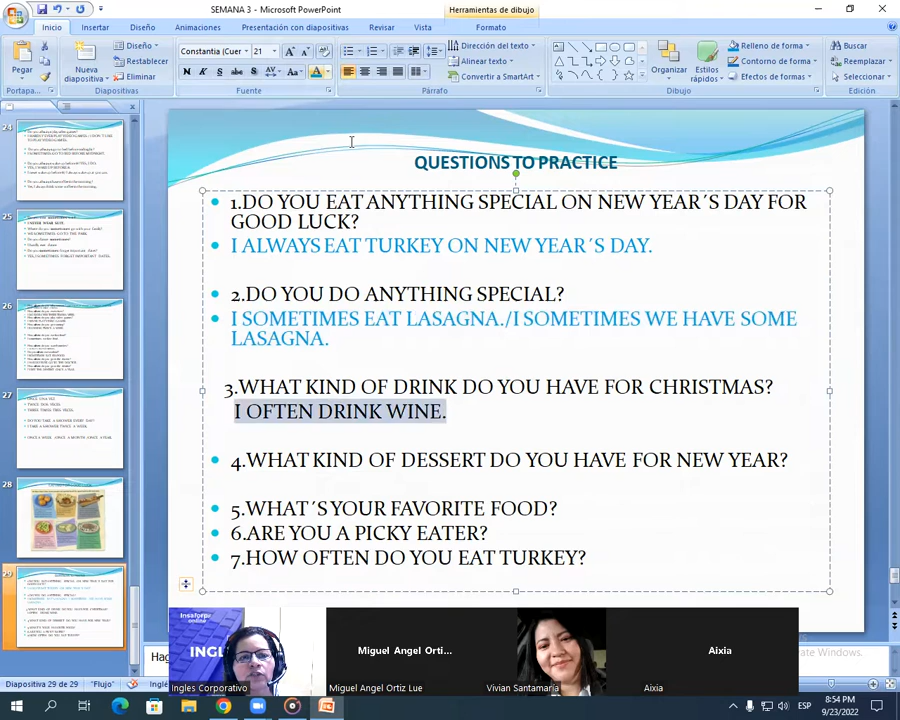 SEMANA 3 - Microsoft PowerPoint
Herramientas de dibujo
Inicio
Insertar
Diseño
Animaciones
Presentación con diapositivas
Revisar
Vista
Formato
Pegar
Nueva diapositiva
Diseño
Restablecer
Eliminar
Constantia (Cuer
21
Dirección del texto
Alinear texto
Convertir a SmartArt
Organizar
Estilos rápidos
Relleno de forma
Contorno de forma
Efectos de formas
Buscar
Reemplazar
Seleccionar
Portapa...
Diapositivas
Fuente
Párrafo
Dibujo
Edición
24
25
26
27
28
29
QUESTIONS TO PRACTICE
1.DO YOU EAT ANYTHING SPECIAL ON NEW YEAR´S DAY FOR
GOOD LUCK?
I ALWAYS EAT TURKEY ON NEW YEAR´S DAY.
2.DO YOU DO ANYTHING SPECIAL?
I SOMETIMES EAT LASAGNA./I SOMETIMES WE HAVE SOME
LASAGNA.
3.WHAT KIND OF DRINK DO YOU HAVE FOR CHRISTMAS?
I OFTEN DRINK WINE.
4.WHAT KIND OF DESSERT DO YOU HAVE FOR NEW YEAR?
5.WHAT´S YOUR FAVORITE FOOD?
6.ARE YOU A PICKY EATER?
7.HOW OFTEN DO YOU EAT TURKEY?
Insaforp
online
Ingles Corporativo
Miguel Angel Orti...
Miguel Angel Ortiz Lue
Vivian Santamaría
Aixia
Aixia
Diapositiva 29 de 29
"Flujo"
ESP
8:54 PM
9/23/2022